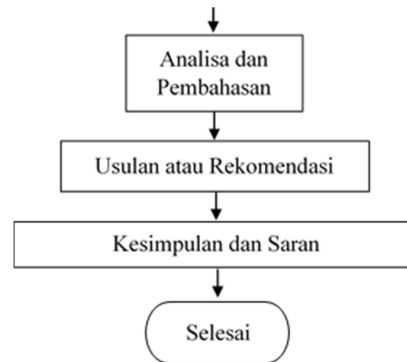 Analisa dan
Pembahasan
Usulan atau Rekomendasi
Kesimpulan dan Saran
Selesai